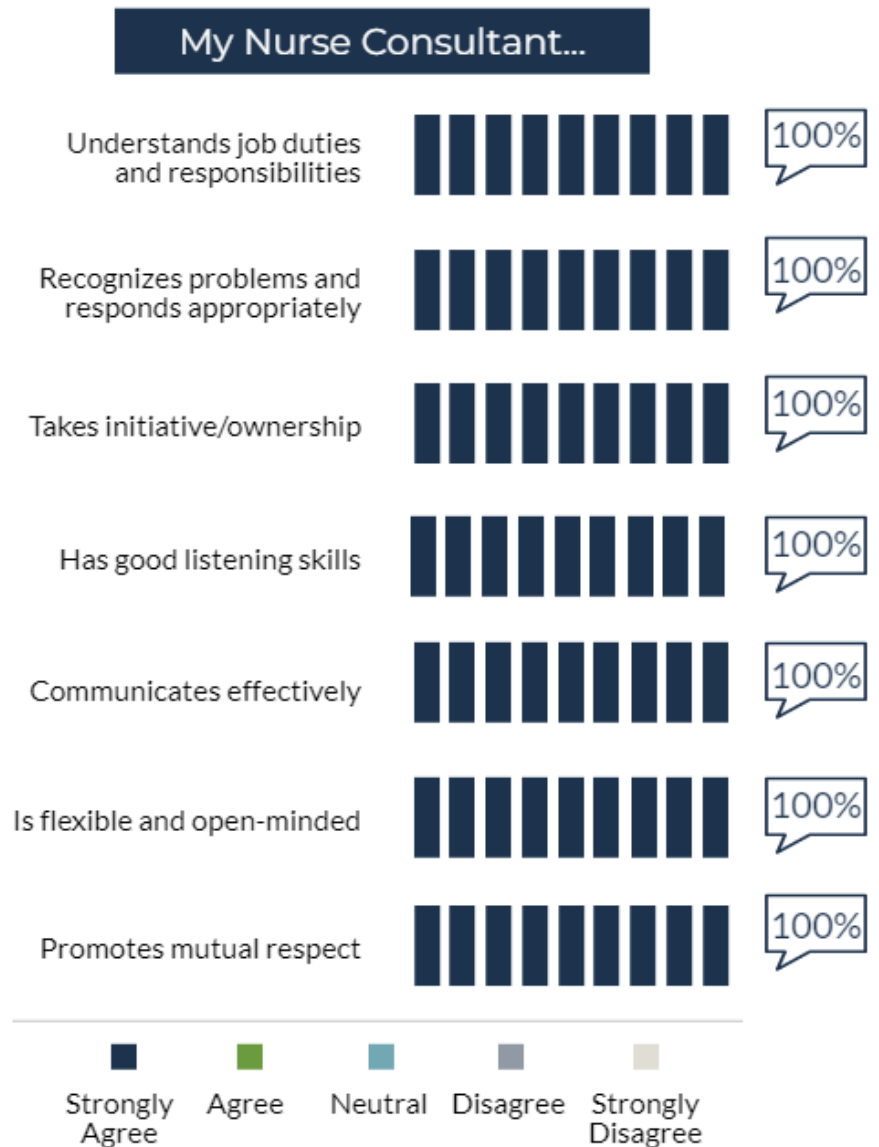 My Nurse Consultant...
Understands job duties
and responsibilities
100%
Recognizes problems and
responds appropriately
100%
Takes initiative/ownership
100%
Has good listening skills
100%
Communicates effectively
100%
Is flexible and open-minded
100%
Promotes mutual respect
100%
Strongly
Agree
Agree
Neutral
Disagree
Strongly
Disagree